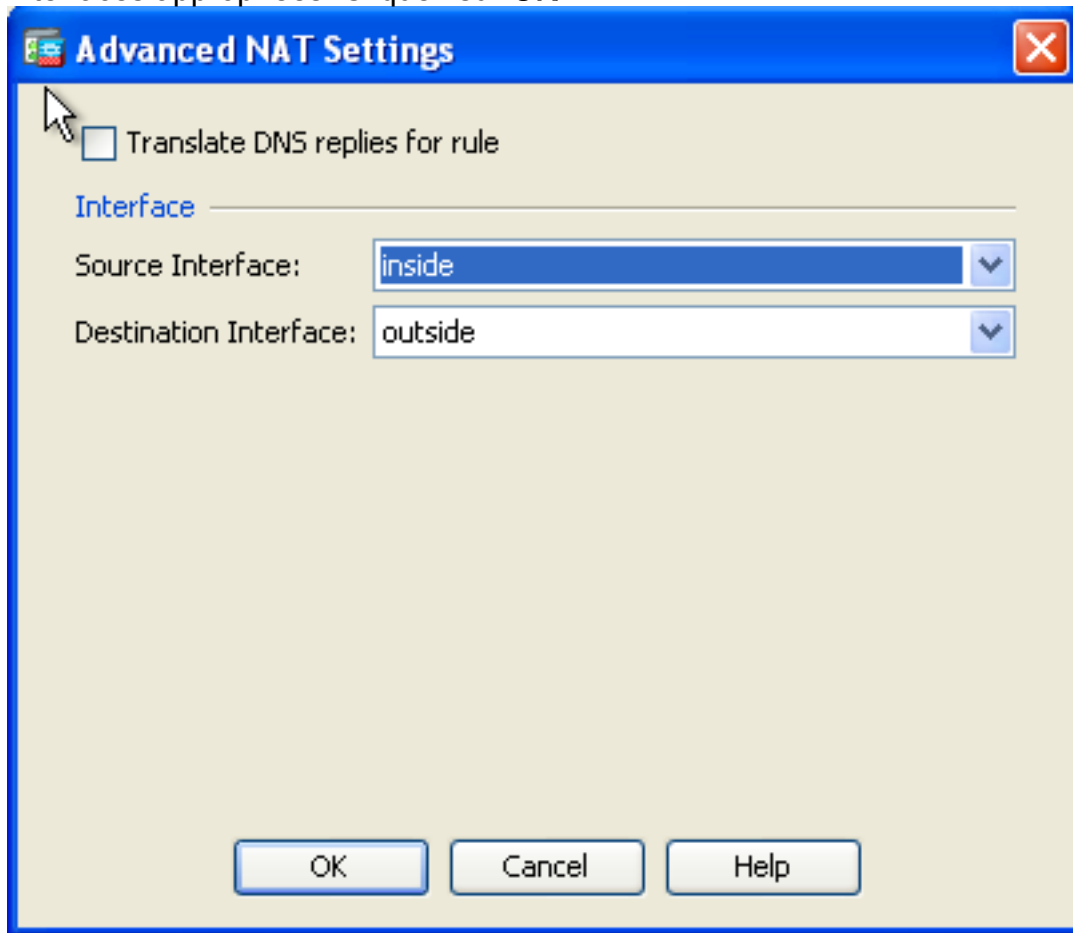 Advanced NAT Settings
Translate DNS replies for rule
Interface
Source Interface: inside
Destination Interface: outside
OK Cancel Help